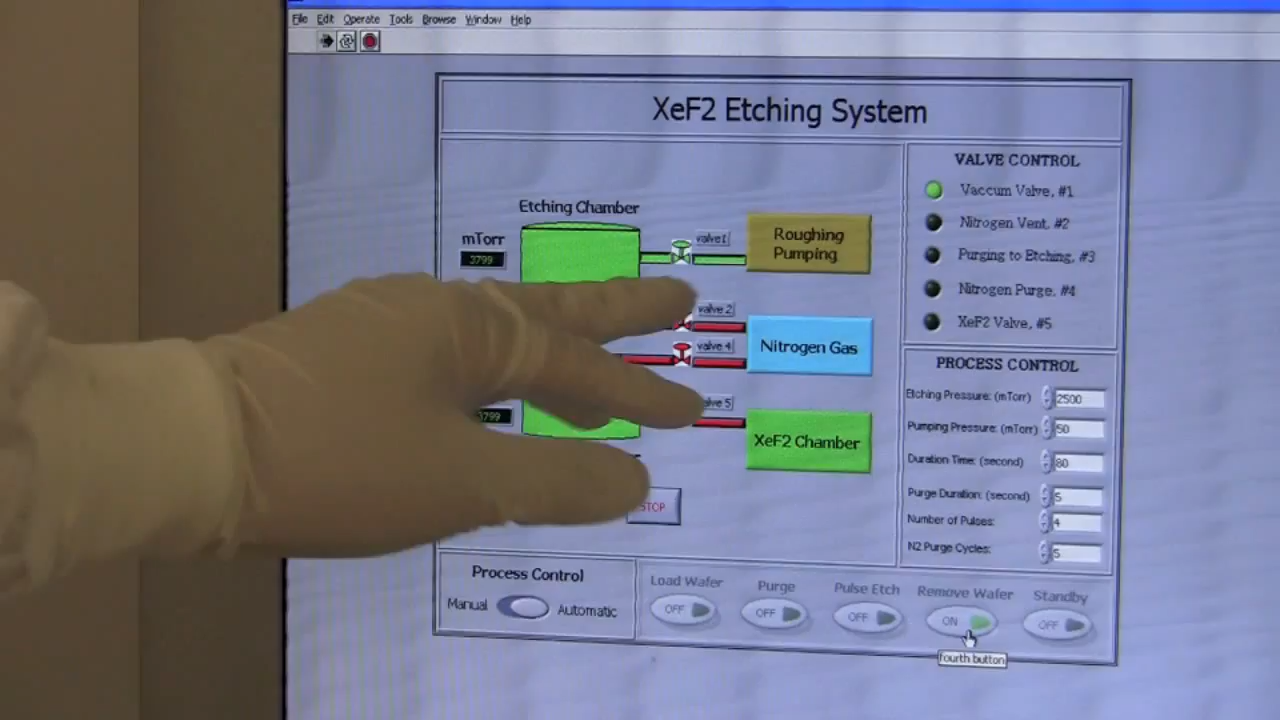 File Edit Operate Tools Browse Window Help
XeF2 Etching System
Etching Chamber
mTorr
3799
valve1
Roughing
Pumping
valve 2
valve 4
Nitrogen Gas
valve 5
XeF2 Chamber
STOP
VALVE CONTROL
Vaccum Valve, #1
Nitrogen Vent, #2
Purging to Etching, #3
Nitrogen Purge, #4
XeF2 Valve, #5
PROCESS CONTROL
Etching Pressure: (mTorr) 2500
Pumping Pressure: (mTorr) 50
Duration Time: (second) 80
Purge Duration: (second) 5
Number of Pulses: 4
N2 Purge Cycles: 5
Process Control
Manual Automatic
Load Wafer Purge Pulse Etch Remove Wafer Standby
OFF OFF OFF ON OFF
fourth button